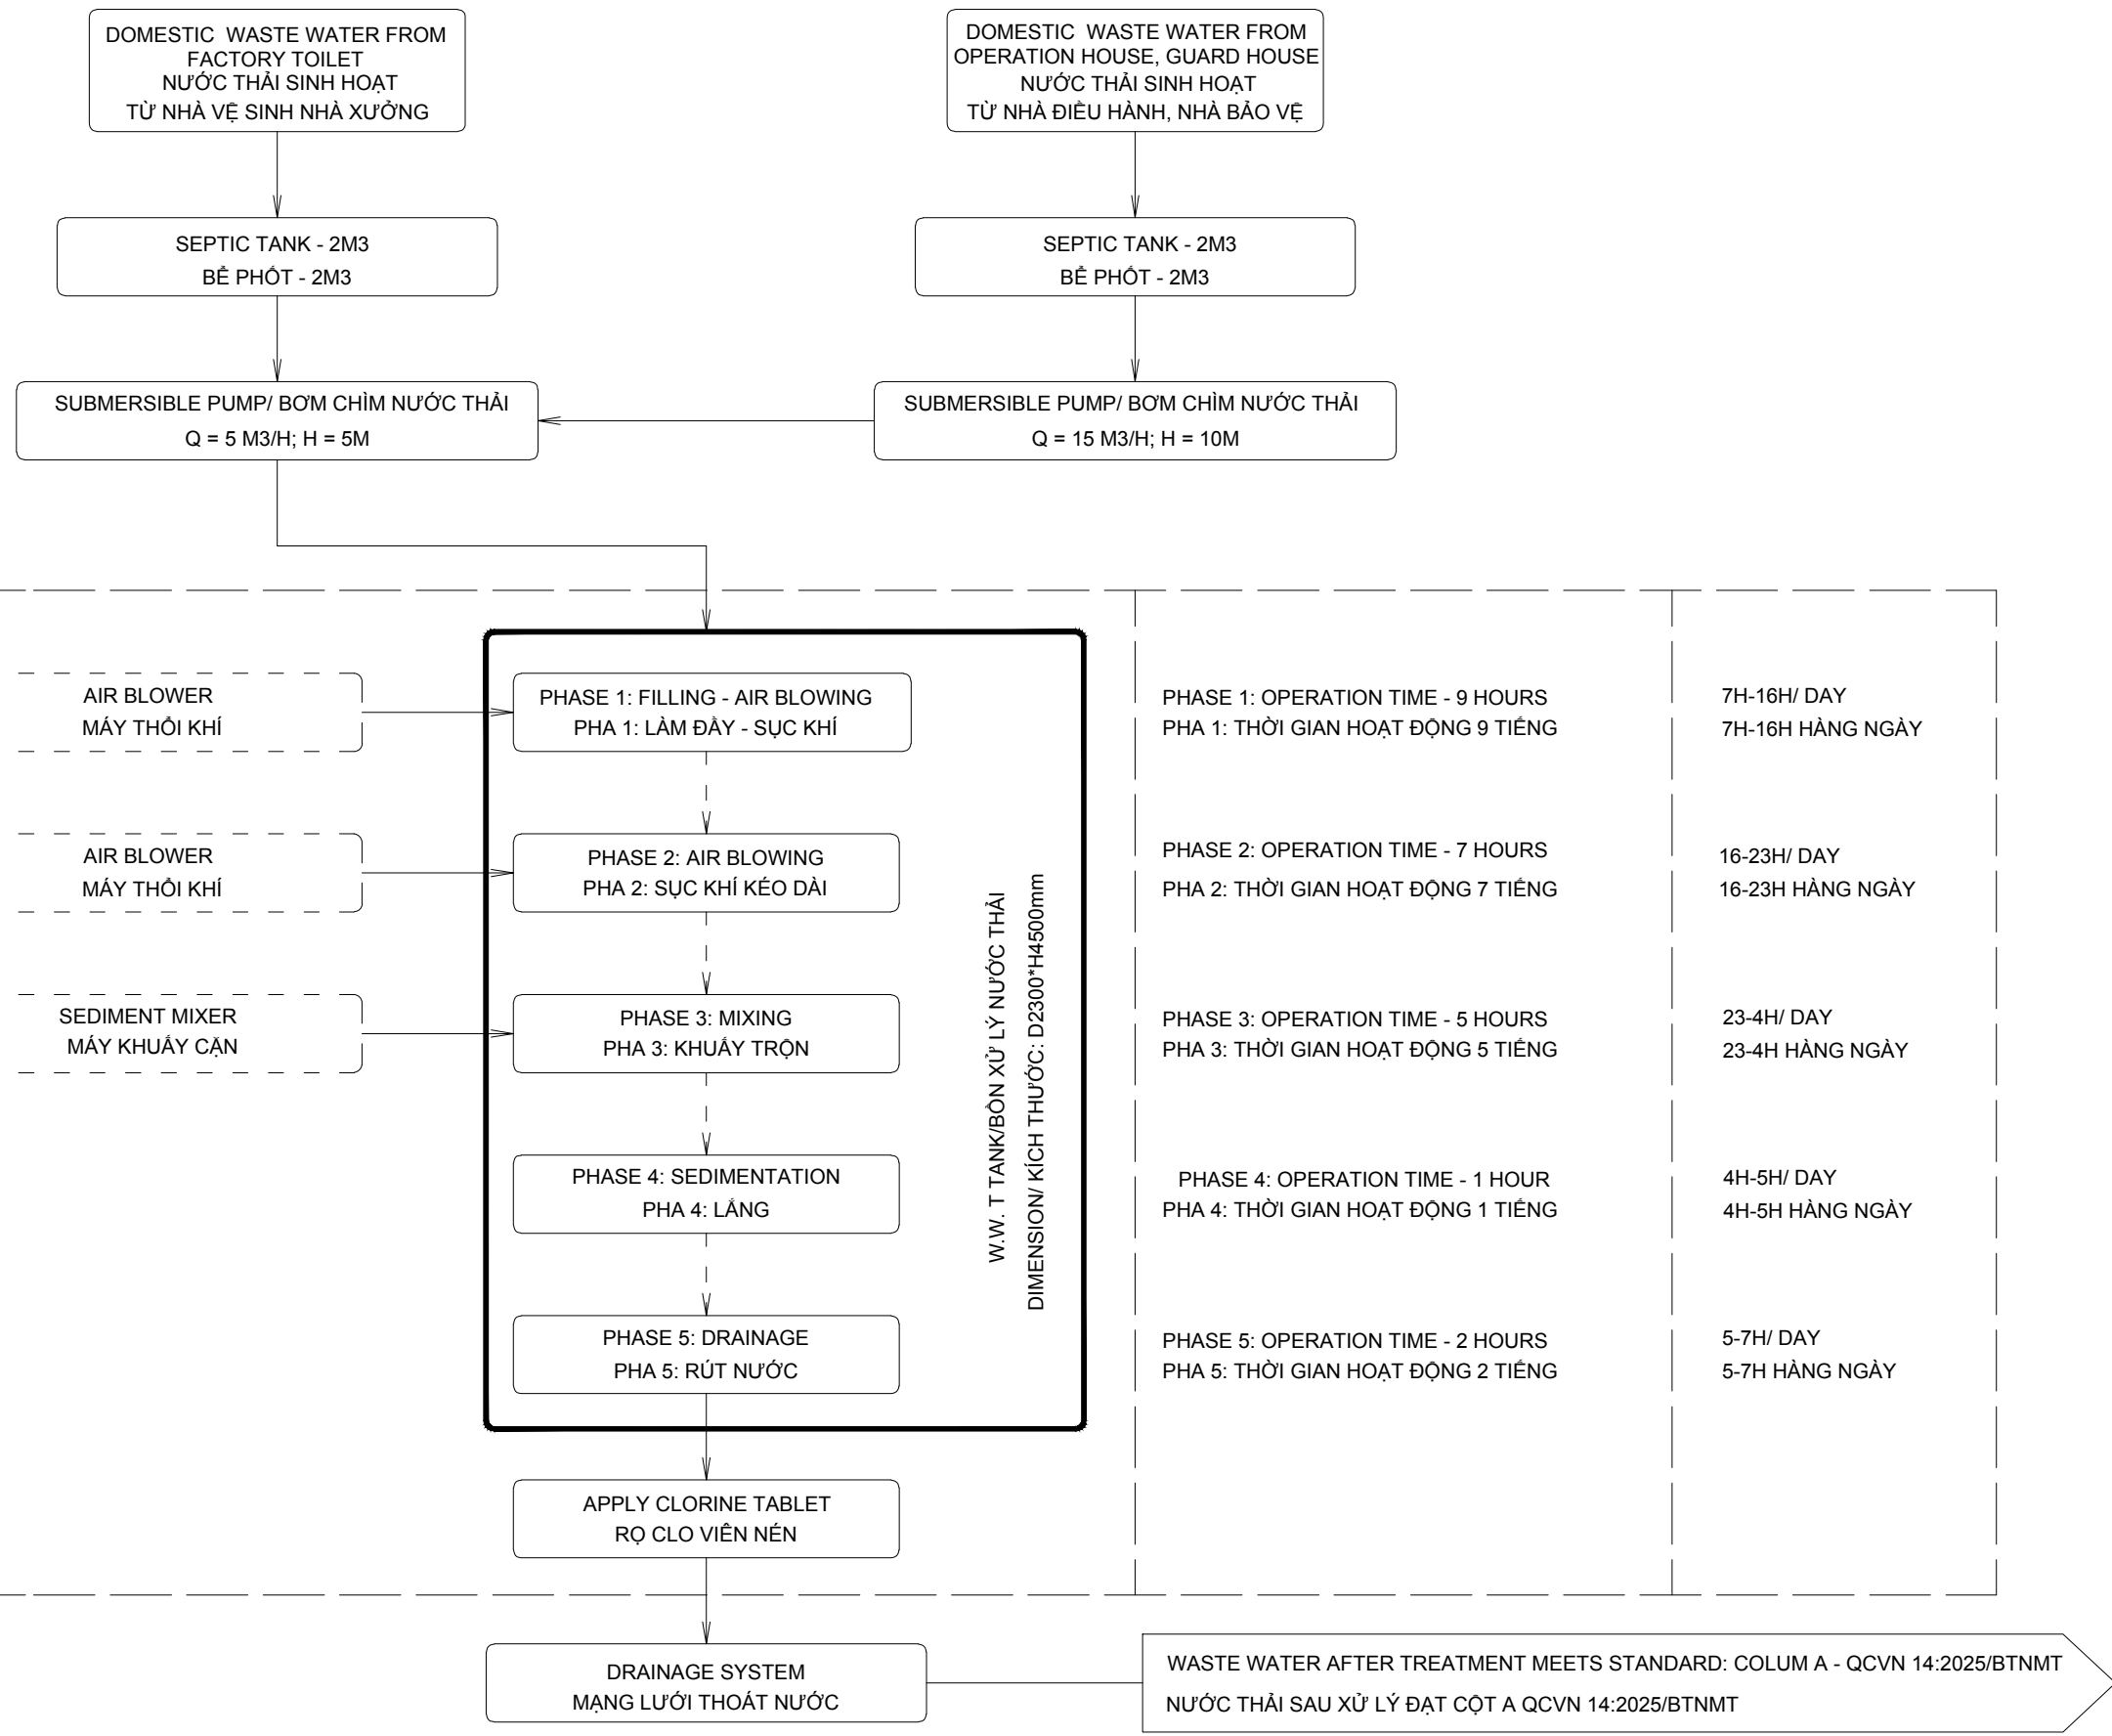 DOMESTIC WASTE WATER FROM
FACTORY TOILET
NƯỚC THẢI SINH HOẠT
TỪ NHÀ VỆ SINH NHÀ XƯỞNG
DOMESTIC WASTE WATER FROM
OPERATION HOUSE, GUARD HOUSE
NƯỚC THẢI SINH HOẠT
TỪ NHÀ ĐIỀU HÀNH, NHÀ BẢO VỆ
SEPTIC TANK - 2M3
BỂ PHỐT - 2M3
SEPTIC TANK - 2M3
BỂ PHỐT - 2M3
SUBMERSIBLE PUMP/ BƠM CHÌM NƯỚC THẢI
Q = 5 M3/H; H = 5M
SUBMERSIBLE PUMP/ BƠM CHÌM NƯỚC THẢI
Q = 15 M3/H; H = 10M
AIR BLOWER
MÁY THỔI KHÍ
PHASE 1: FILLING - AIR BLOWING
PHA 1: LÀM ĐẦY - SỤC KHÍ
PHASE 1: OPERATION TIME - 9 HOURS
PHA 1: THỜI GIAN HOẠT ĐỘNG 9 TIẾNG
7H-16H/ DAY
7H-16H HÀNG NGÀY
AIR BLOWER
MÁY THỔI KHÍ
PHASE 2: AIR BLOWING
PHA 2: SỤC KHÍ KÉO DÀI
PHASE 2: OPERATION TIME - 7 HOURS
PHA 2: THỜI GIAN HOẠT ĐỘNG 7 TIẾNG
16-23H/ DAY
16-23H HÀNG NGÀY
SEDIMENT MIXER
MÁY KHUẤY CẶN
PHASE 3: MIXING
PHA 3: KHUẤY TRỘN
PHASE 3: OPERATION TIME - 5 HOURS
PHA 3: THỜI GIAN HOẠT ĐỘNG 5 TIẾNG
23-4H/ DAY
23-4H HÀNG NGÀY
W.W. T TANK/BỒN XỬ LÝ NƯỚC THẢI
DIMENSION/ KÍCH THƯỚC: D2300*H4500mm
PHASE 4: SEDIMENTATION
PHA 4: LẮNG
PHASE 4: OPERATION TIME - 1 HOUR
PHA 4: THỜI GIAN HOẠT ĐỘNG 1 TIẾNG
4H-5H/ DAY
4H-5H HÀNG NGÀY
PHASE 5: DRAINAGE
PHA 5: RÚT NƯỚC
PHASE 5: OPERATION TIME - 2 HOURS
PHA 5: THỜI GIAN HOẠT ĐỘNG 2 TIẾNG
5-7H/ DAY
5-7H HÀNG NGÀY
APPLY CLORINE TABLET
RỌ CLO VIÊN NÉN
DRAINAGE SYSTEM
MẠNG LƯỚI THOÁT NƯỚC
WASTE WATER AFTER TREATMENT MEETS STANDARD: COLUM A - QCVN 14:2025/BTNMT
NƯỚC THẢI SAU XỬ LÝ ĐẠT CỘT A QCVN 14:2025/BTNMT